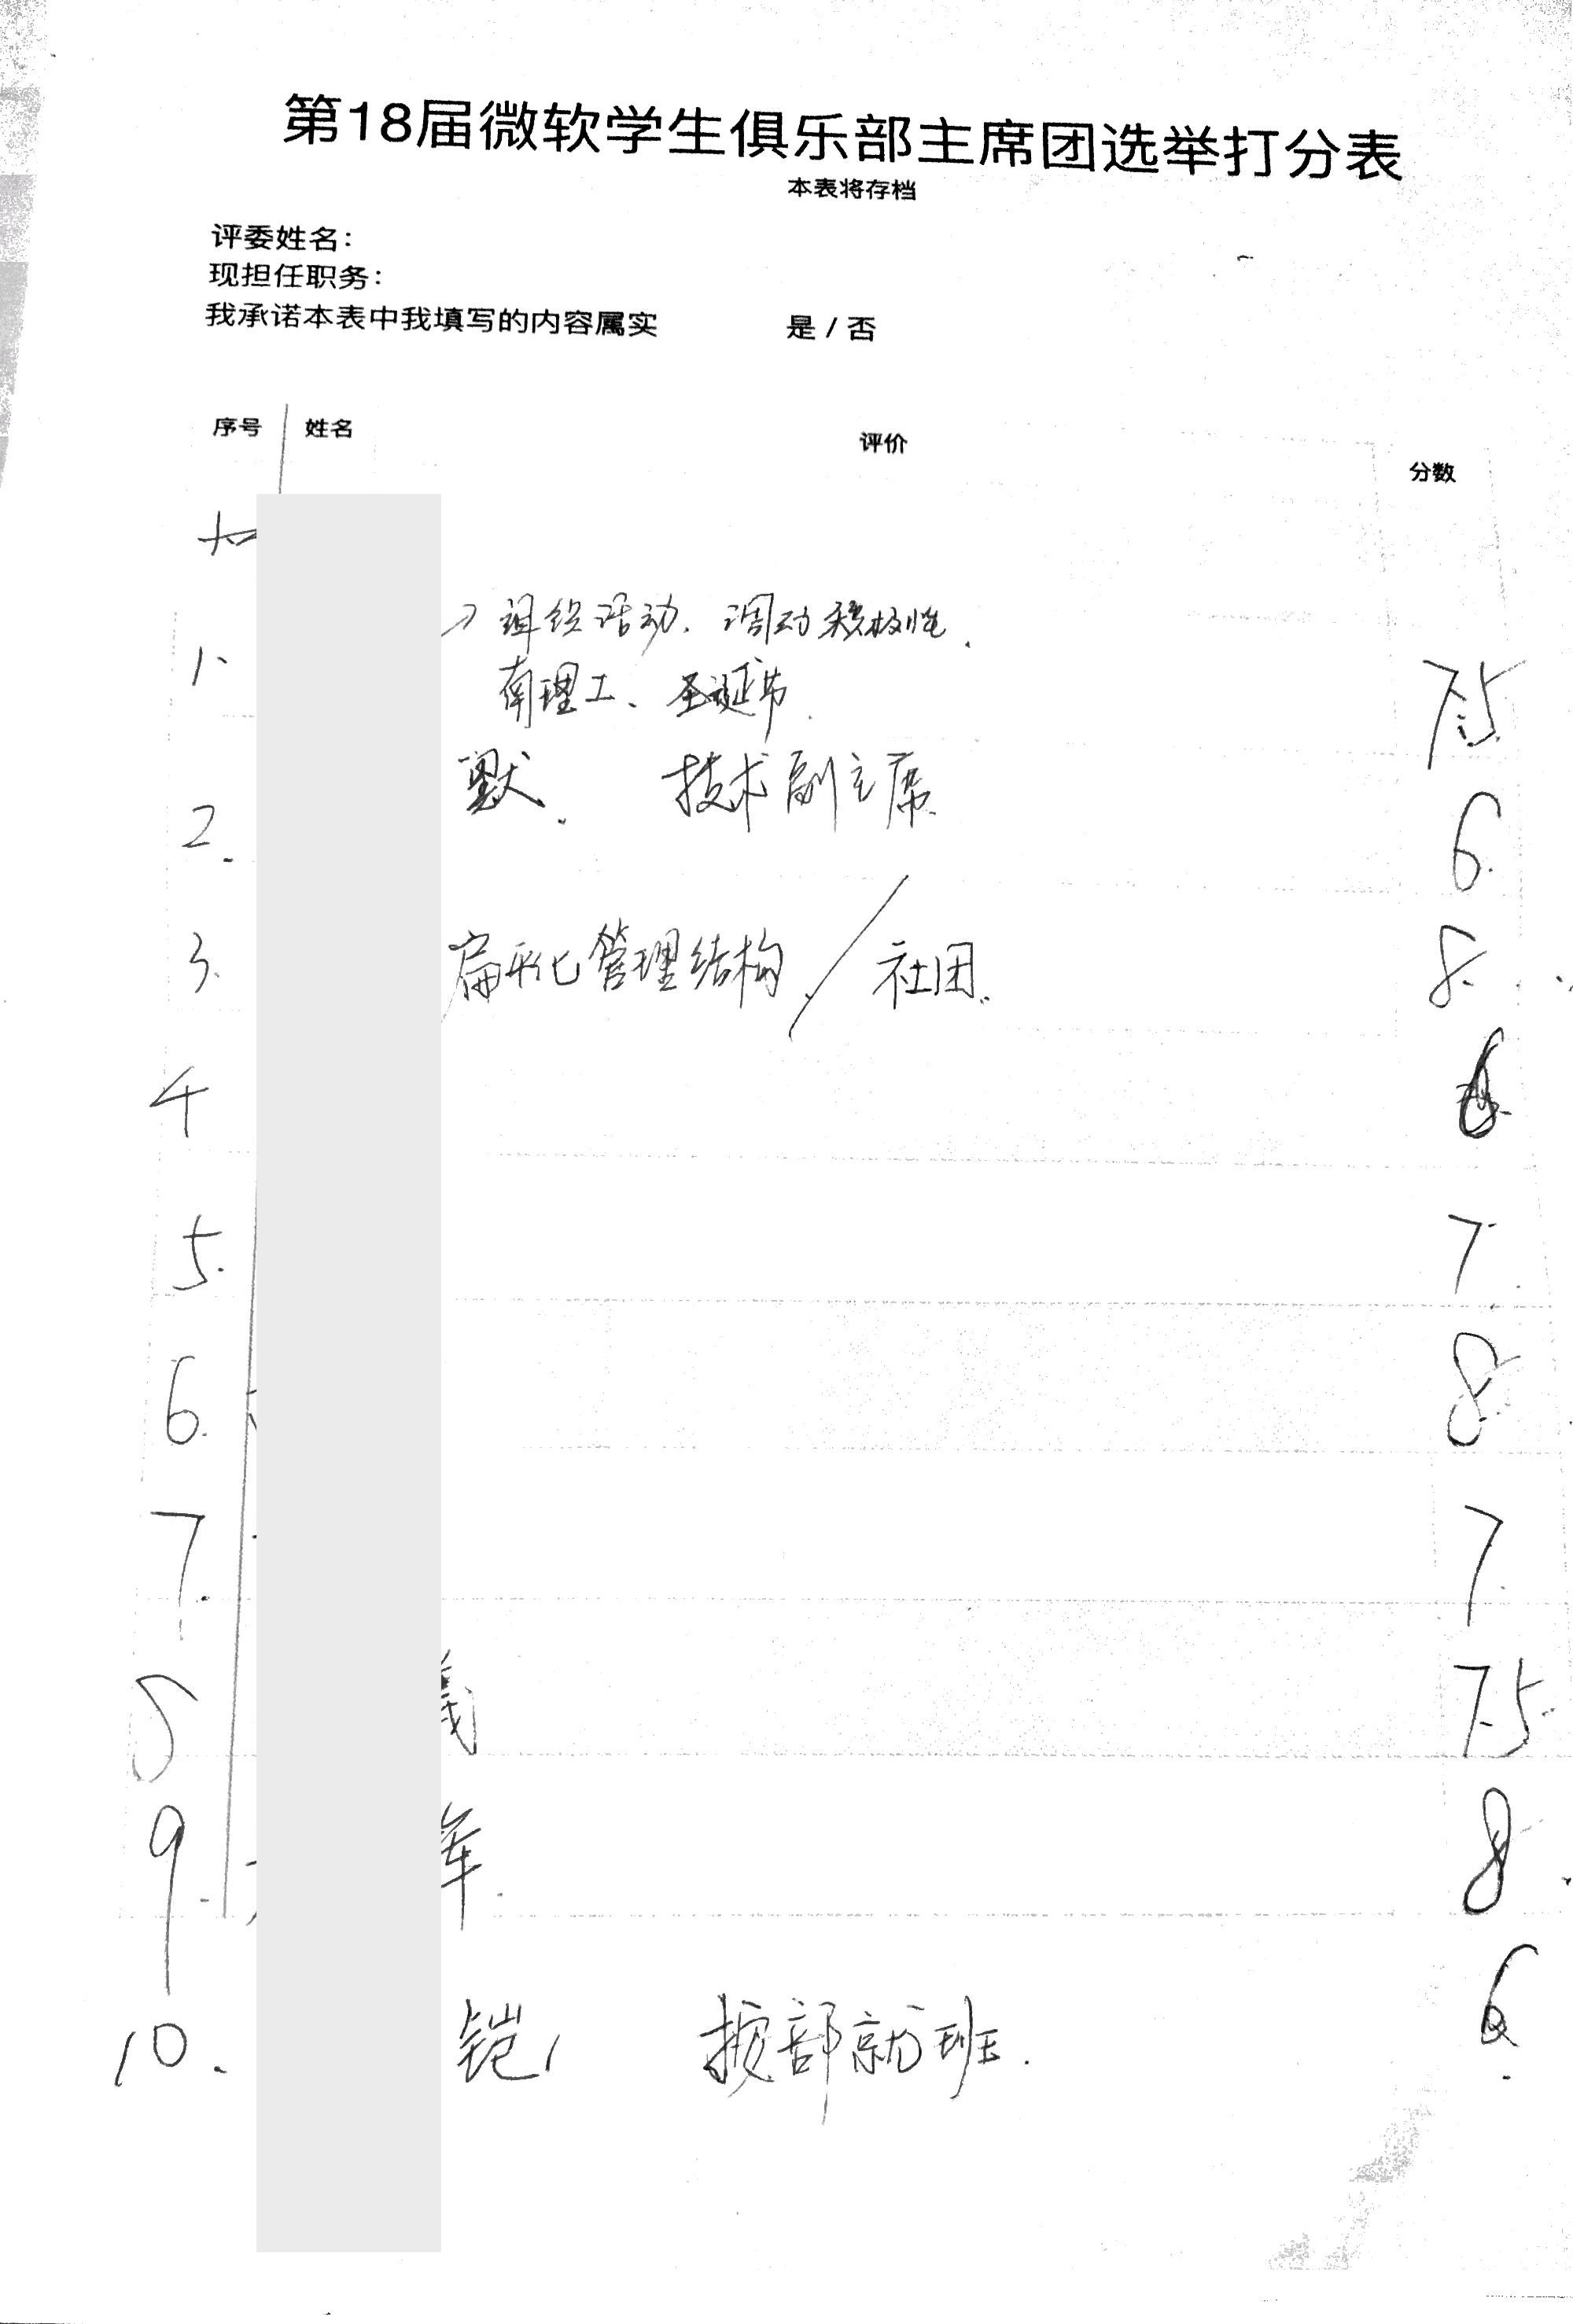 第18届微软学生俱乐部主席团选举打分表
本表将存档
评委姓名：
现担任职务：
我承诺本表中我填写的内容属实 是 / 否
序号 姓名 评价 分数
→ 组织活动、调动积极性.
1. 南理工、圣诞节. 7.5
2. 默. 技术副主席. 6.
3. 扁平化管理结构 / 社团. 8.
4 6
5. 7.
6. 8.
7. 7.
8 义 7.5
9. 军. 8
10. 铠, 按部就班. 6.